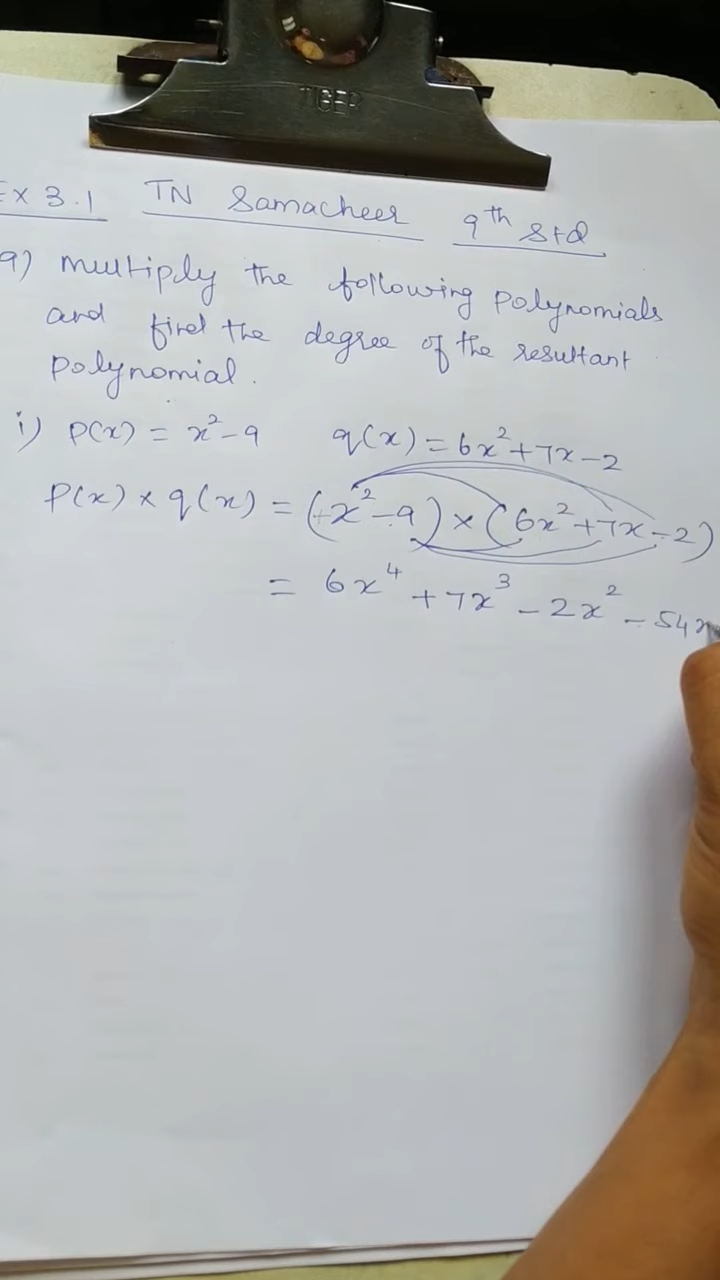 TIGER
Ex 3.1 TN Samacheer 9th Std
9) Multiply the following polynomials
and find the degree of the resultant
polynomial.
i) P(x) = x² - 9 q(x) = 6x² + 7x - 2
P(x) × q(x) = (x² - 9) × (6x² + 7x - 2)
= 6x⁴ + 7x³ - 2x² - 54x